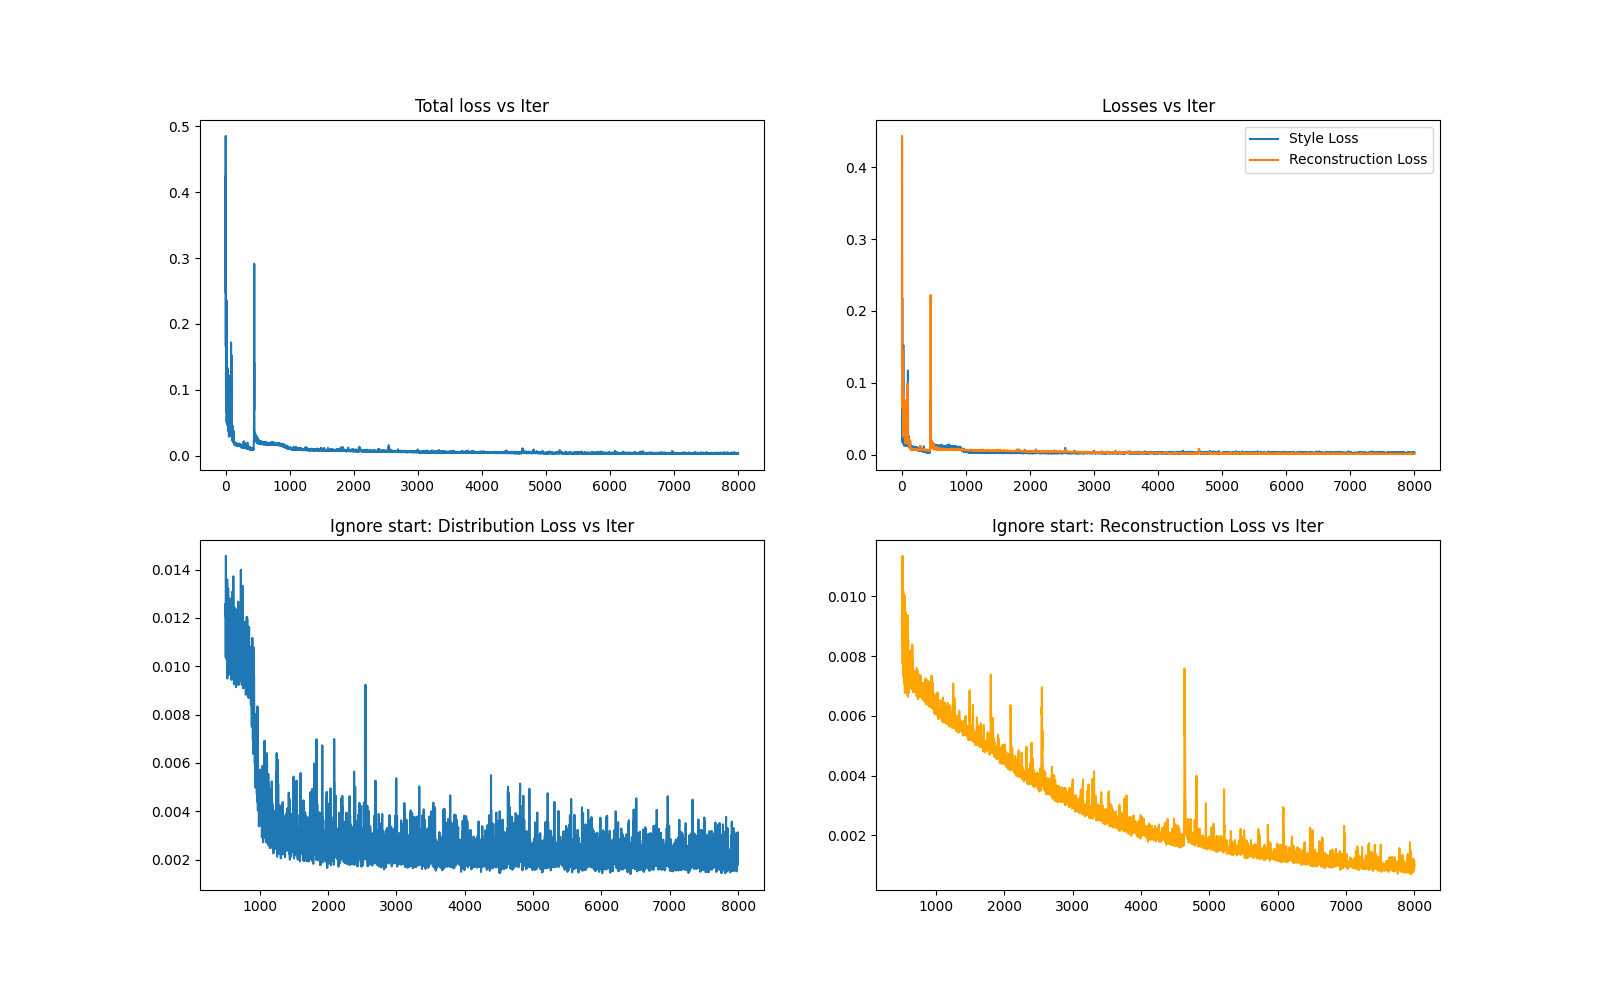 Total loss vs Iter
0.5
0.4
0.3
0.2
0.1
0.0
0 1000 2000 3000 4000 5000 6000 7000 8000
Losses vs Iter
Style Loss
Reconstruction Loss
0.4
0.3
0.2
0.1
0.0
0 1000 2000 3000 4000 5000 6000 7000 8000
Ignore start: Distribution Loss vs Iter
0.014
0.012
0.010
0.008
0.006
0.004
0.002
1000 2000 3000 4000 5000 6000 7000 8000
Ignore start: Reconstruction Loss vs Iter
0.010
0.008
0.006
0.004
0.002
1000 2000 3000 4000 5000 6000 7000 8000